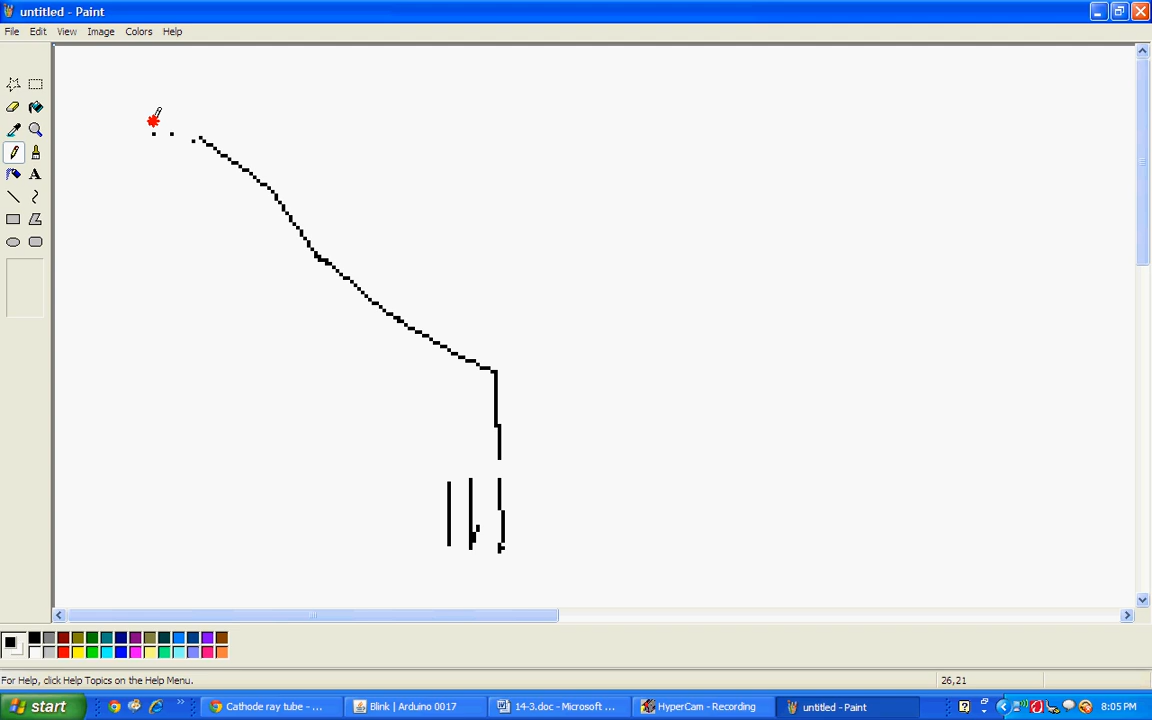 untitled - Paint
File Edit View Image Colors Help
A
For Help, click Help Topics on the Help Menu.
26,21
start
Cathode ray tube - ...
Blink | Arduino 0017
14-3.doc - Microsoft ...
HyperCam - Recording
untitled - Paint
8:05 PM